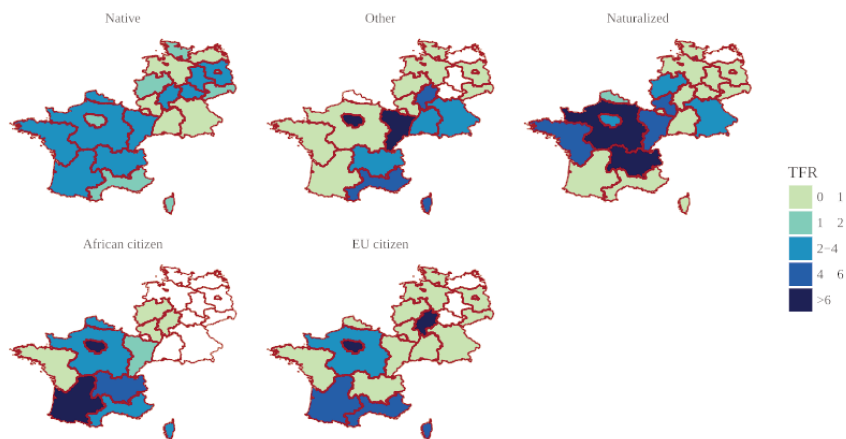 Native
Other
Naturalized
African citizen
EU citizen
TFR
0 1
1 2
2–4
4 6
>6